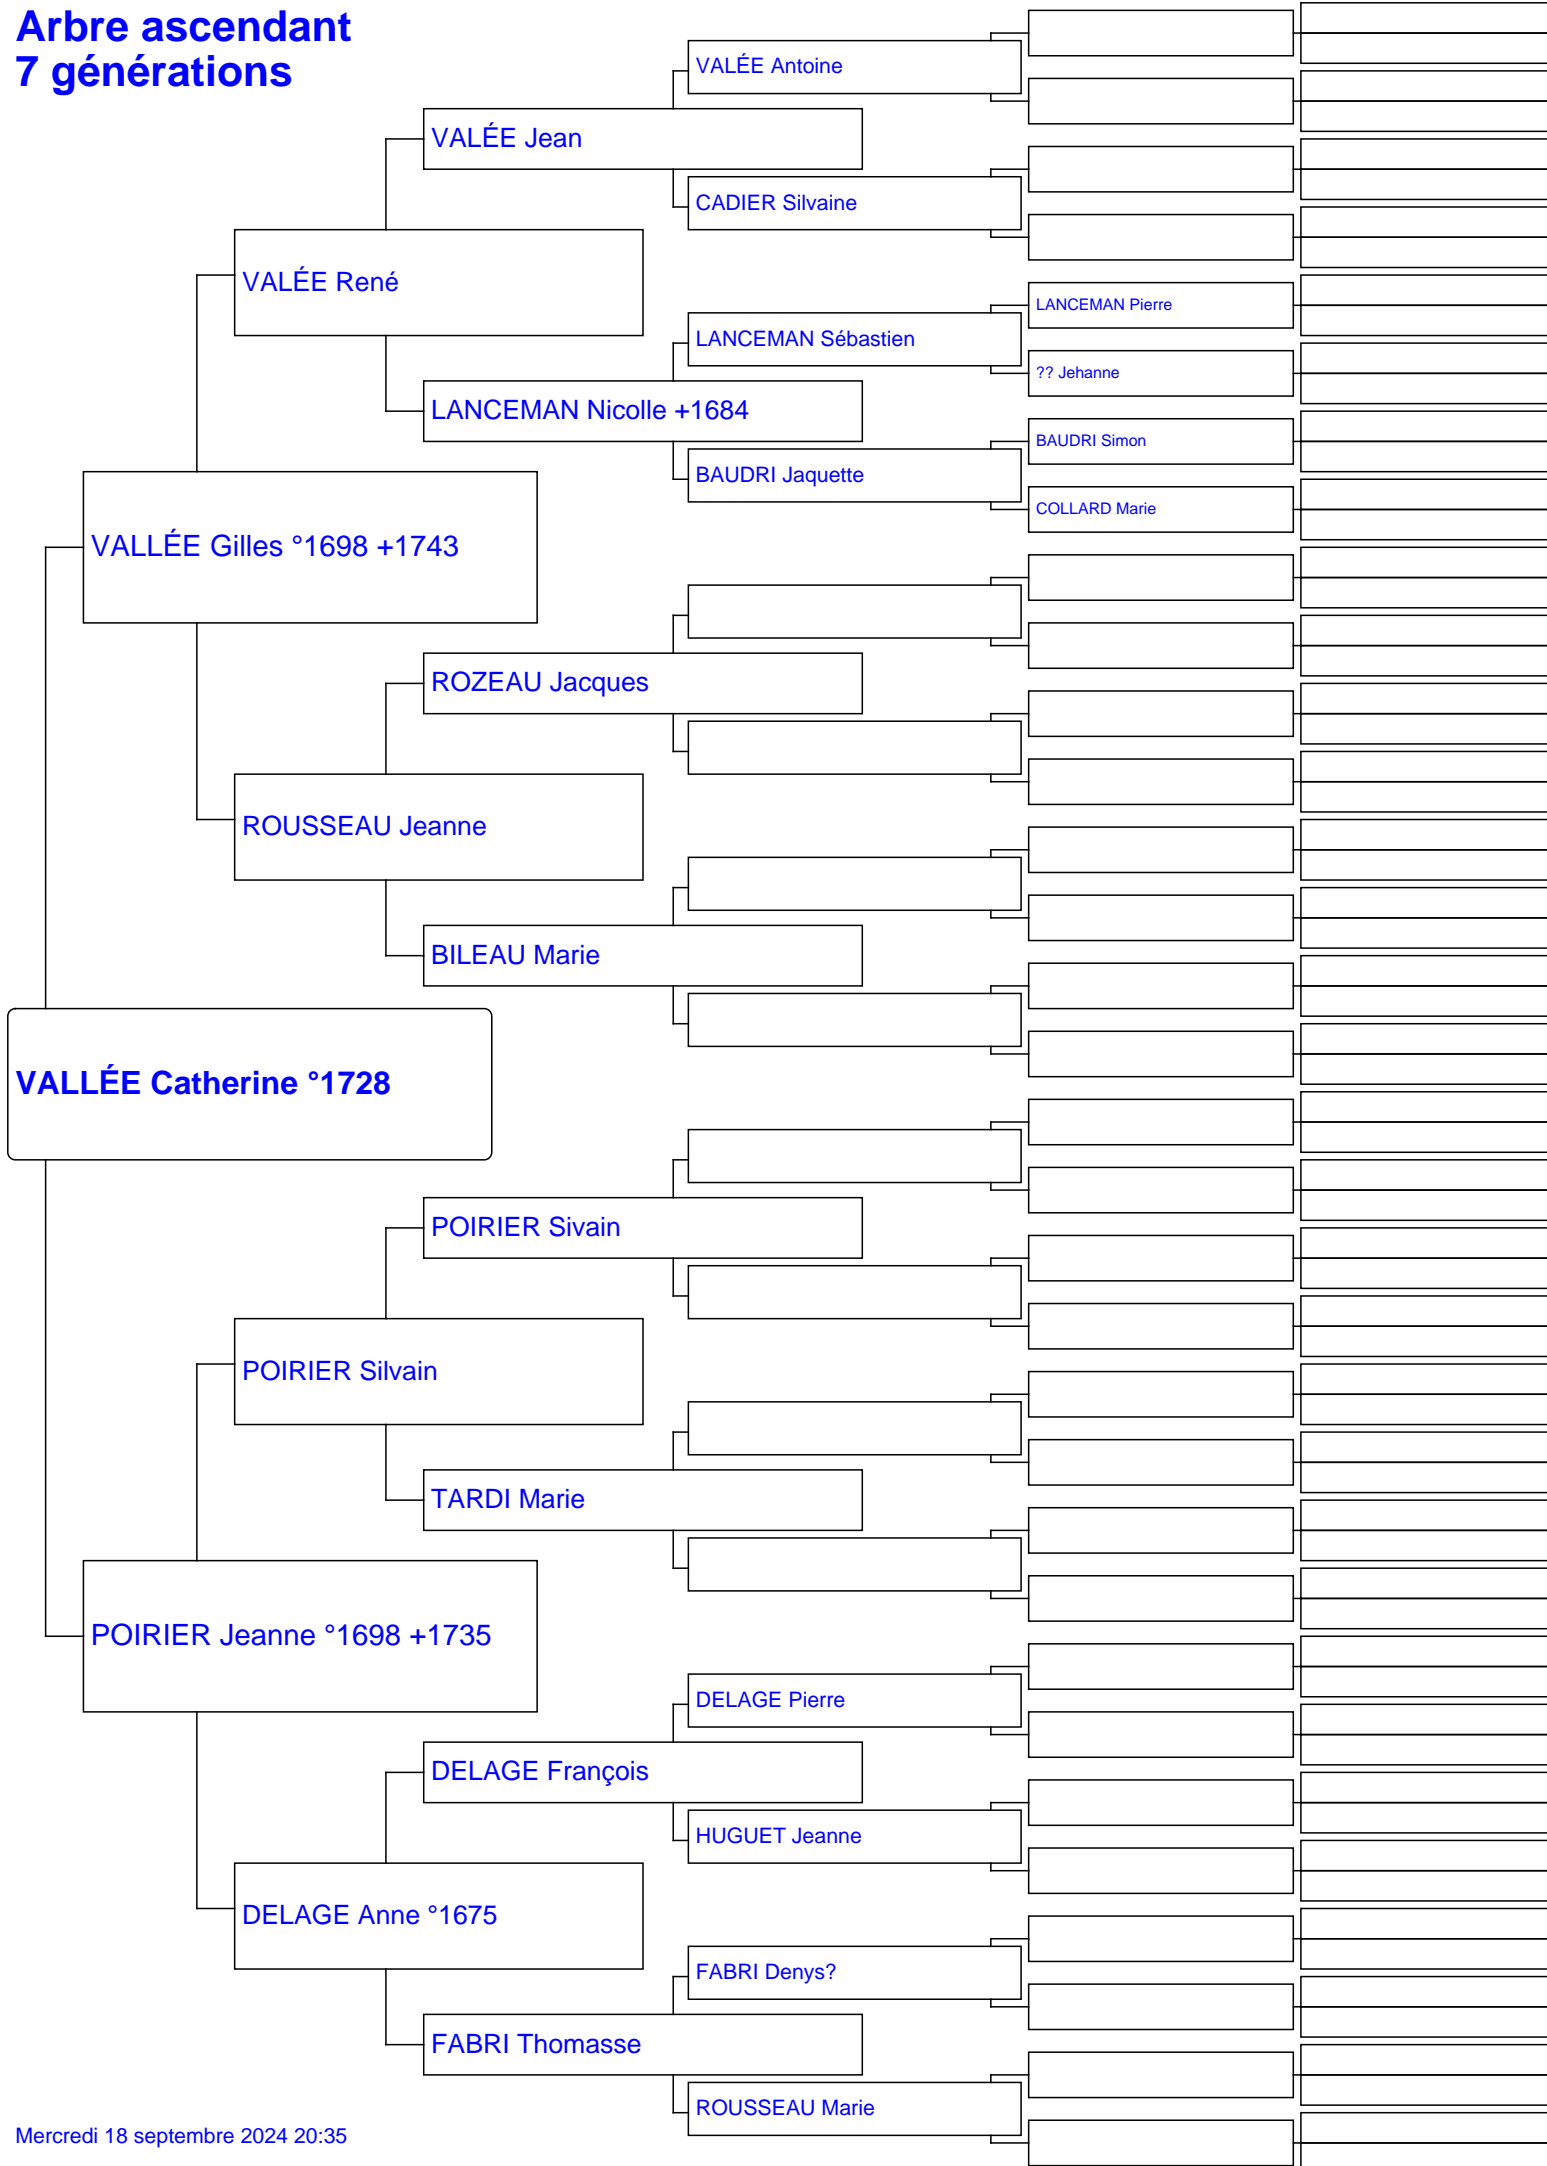 Arbre ascendant
7 générations
VALÉE Antoine
VALÉE Jean
CADIER Silvaine
VALÉE René
LANCEMAN Pierre
LANCEMAN Sébastien
?? Jehanne
LANCEMAN Nicolle +1684
BAUDRI Simon
BAUDRI Jaquette
COLLARD Marie
VALLÉE Gilles °1698 +1743
ROZEAU Jacques
ROUSSEAU Jeanne
BILEAU Marie
VALLÉE Catherine °1728
POIRIER Sivain
POIRIER Silvain
TARDI Marie
POIRIER Jeanne °1698 +1735
DELAGE Pierre
DELAGE François
HUGUET Jeanne
DELAGE Anne °1675
FABRI Denys?
FABRI Thomasse
ROUSSEAU Marie
Mercredi 18 septembre 2024 20:35